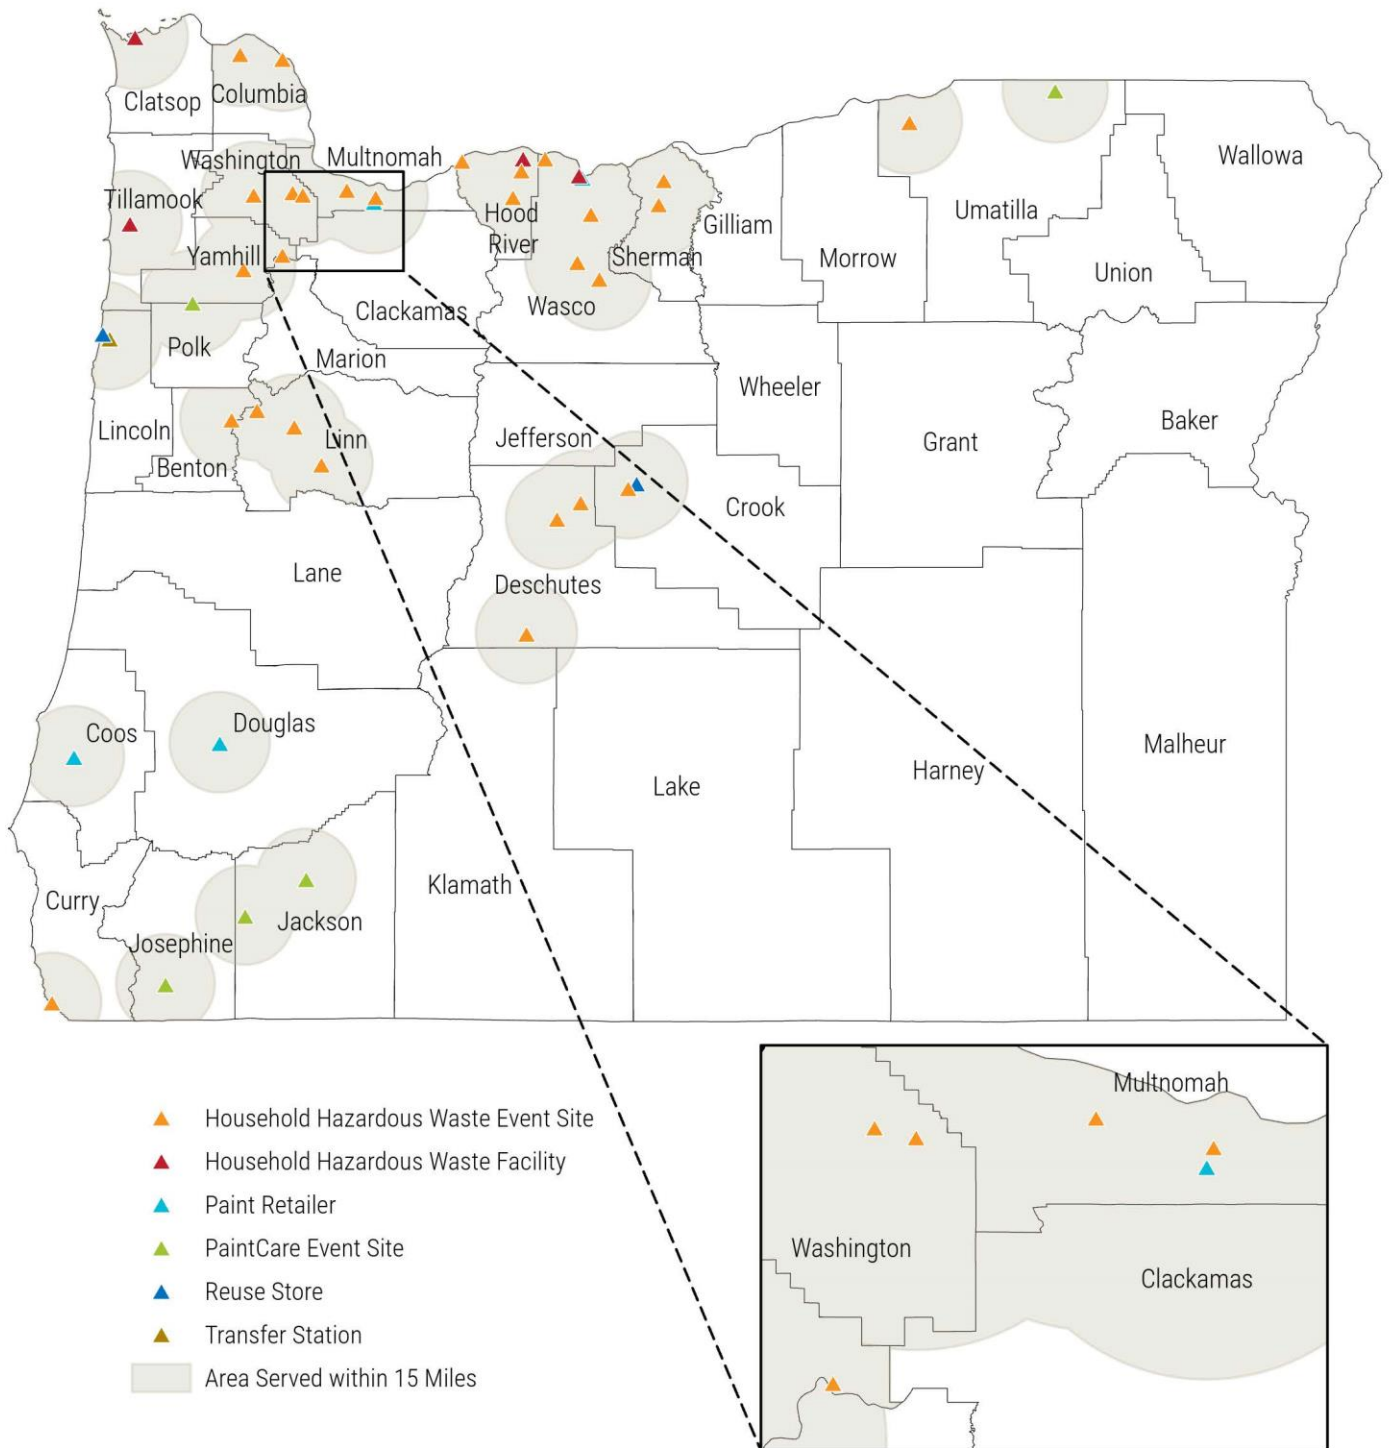 Clatsop
Columbia
Washington
Multnomah
Tillamook
Hood
River
Yamhill
Sherman
Gilliam
Morrow
Umatilla
Union
Wallowa
Clackamas
Wasco
Polk
Marion
Wheeler
Lincoln
Benton
Linn
Jefferson
Grant
Baker
Crook
Lane
Deschutes
Coos
Douglas
Lake
Harney
Malheur
Curry
Klamath
Josephine
Jackson
Household Hazardous Waste Event Site
Household Hazardous Waste Facility
Paint Retailer
PaintCare Event Site
Reuse Store
Transfer Station
Area Served within 15 Miles
Multnomah
Washington
Clackamas